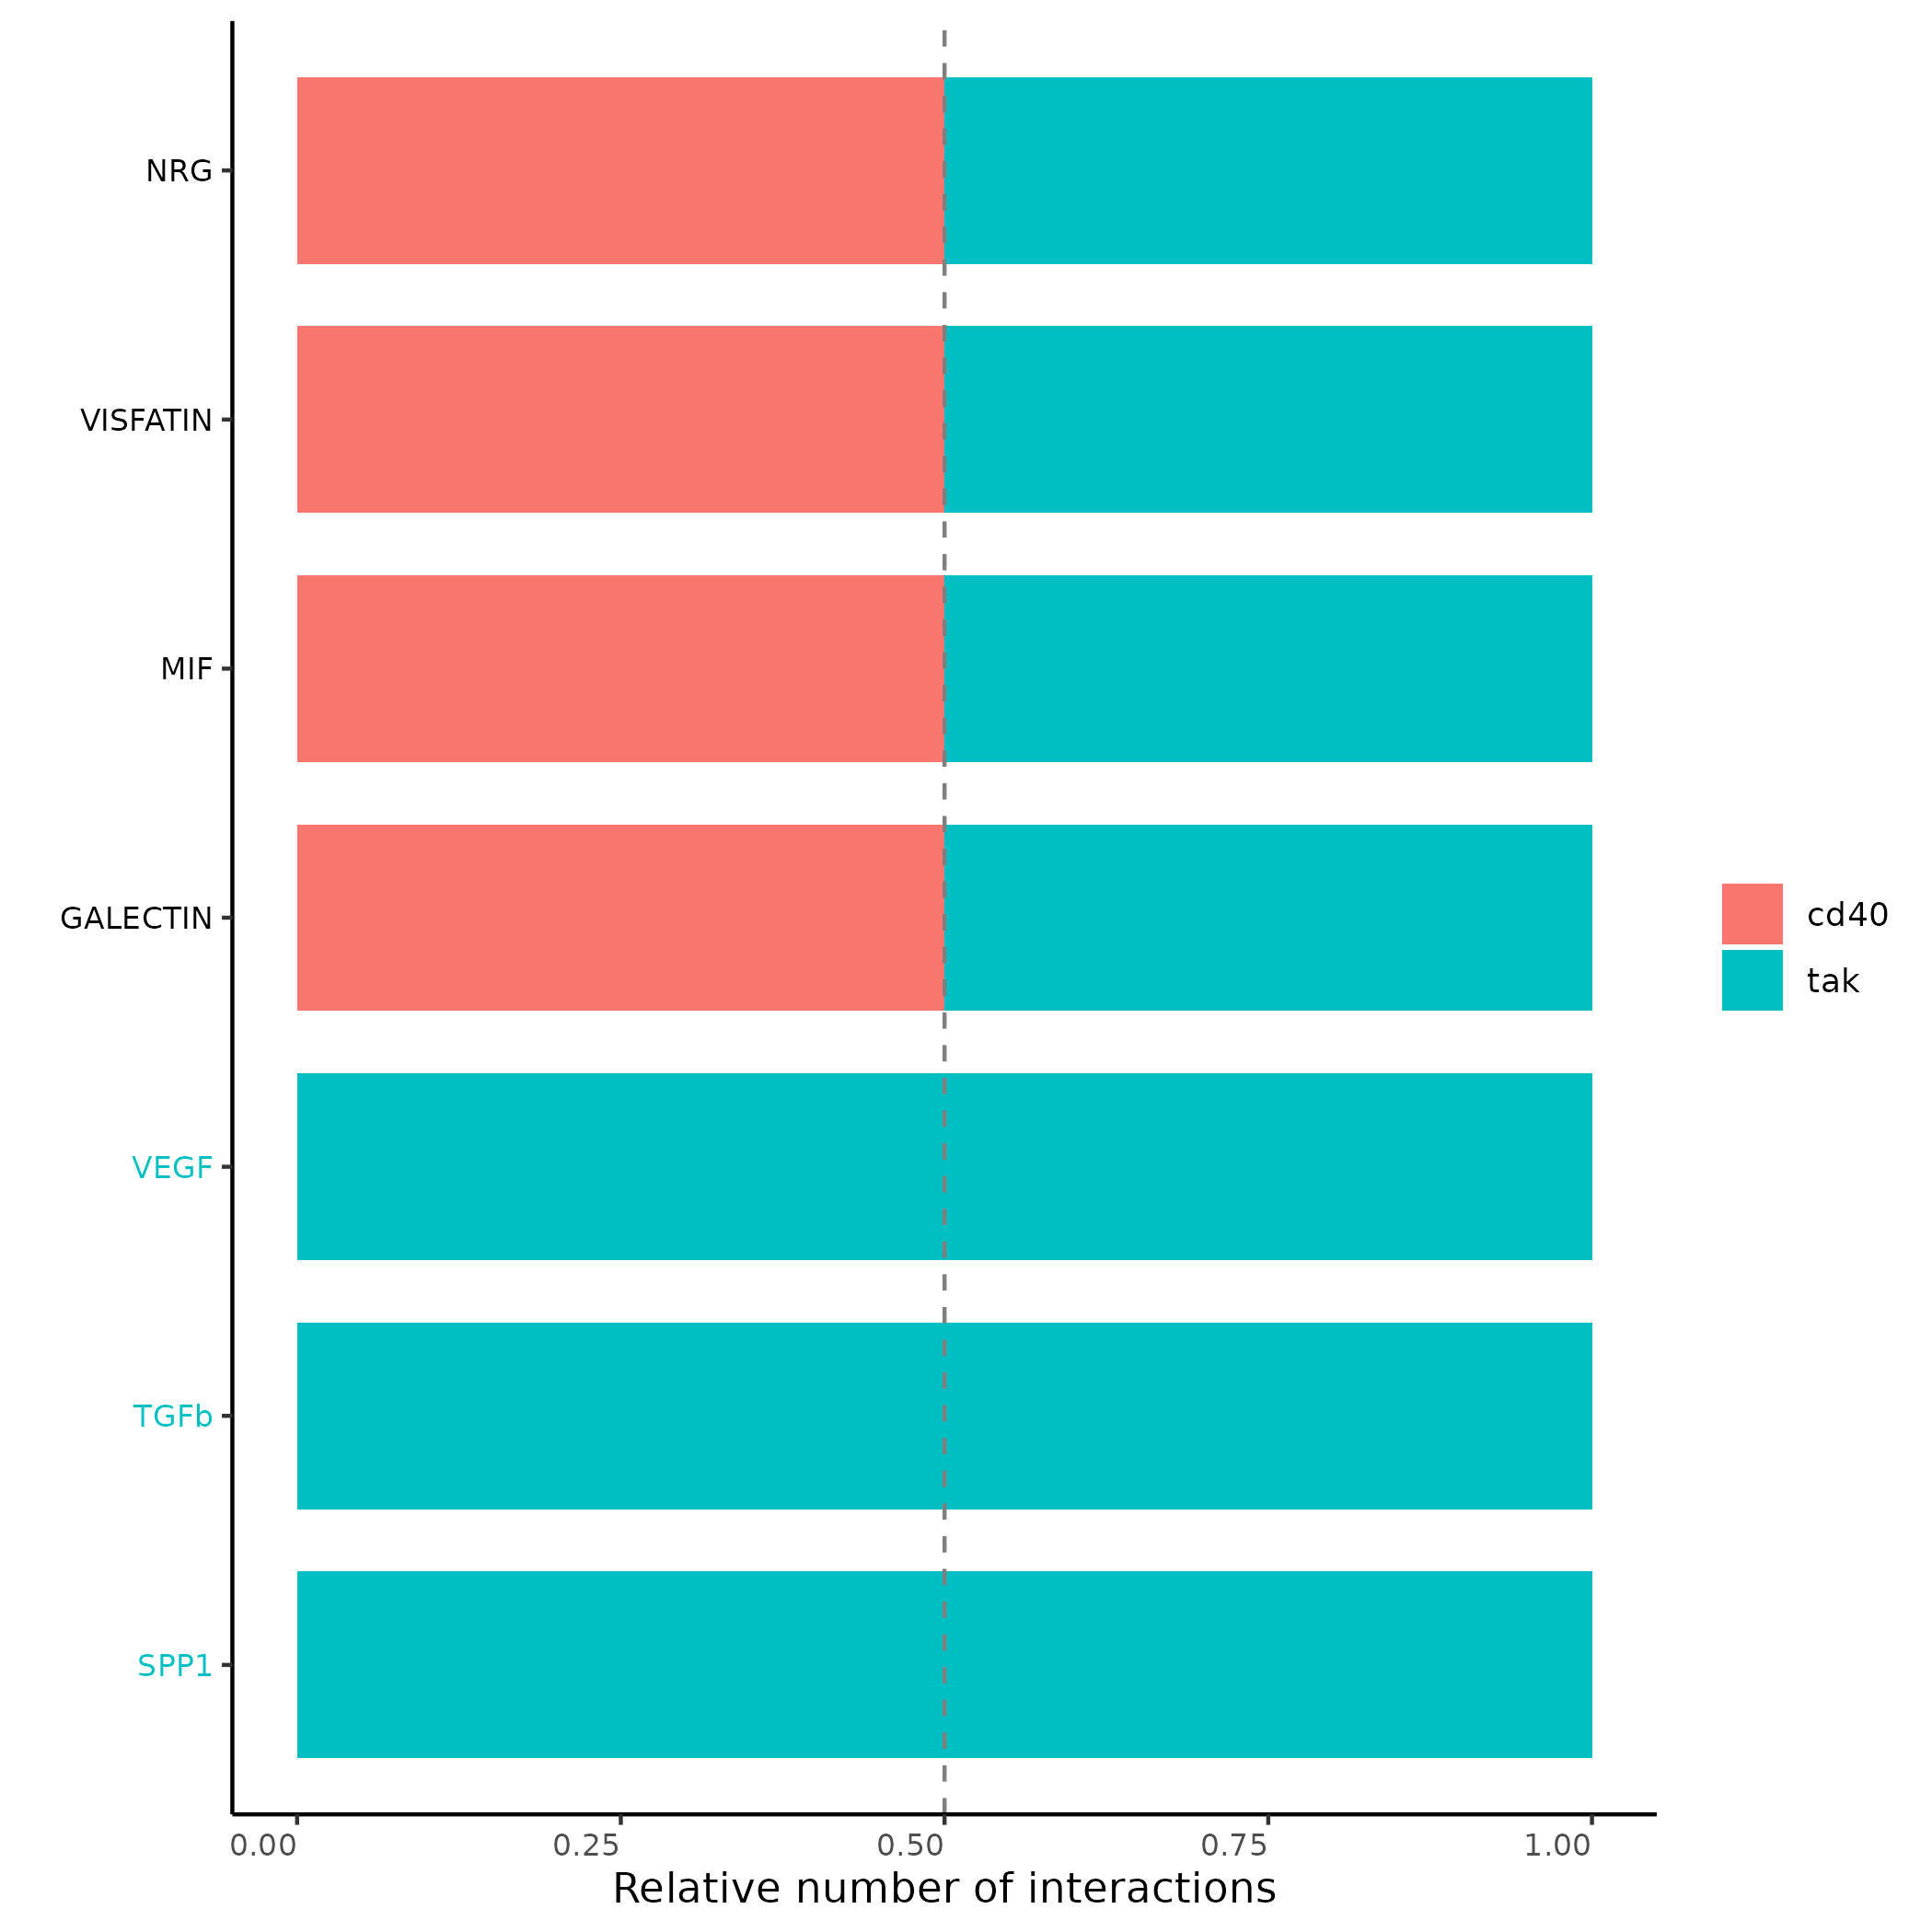 NRG
VISFATIN
MIF
GALECTIN
VEGF
TGFb
SPP1
cd40
tak
0.00 0.25 0.50 0.75 1.00
Relative number of interactions